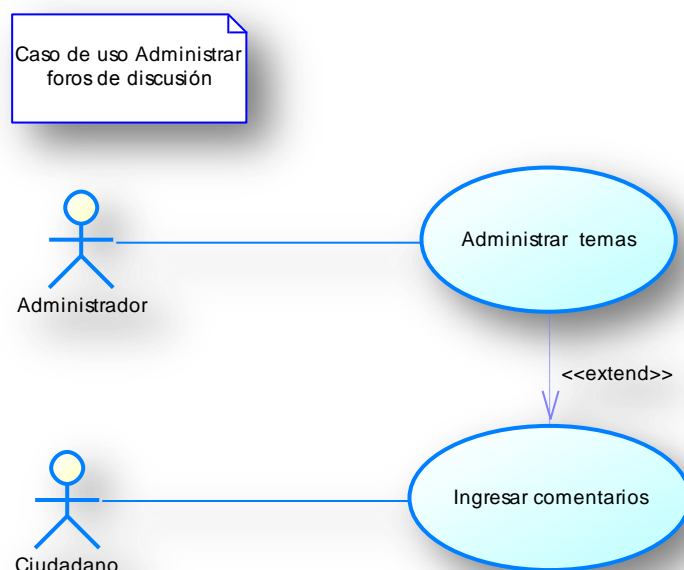 Caso de uso Administrar
foros de discusión
Administrar temas
Administrador
<<extend>>
Ingresar comentarios
Ciudadano